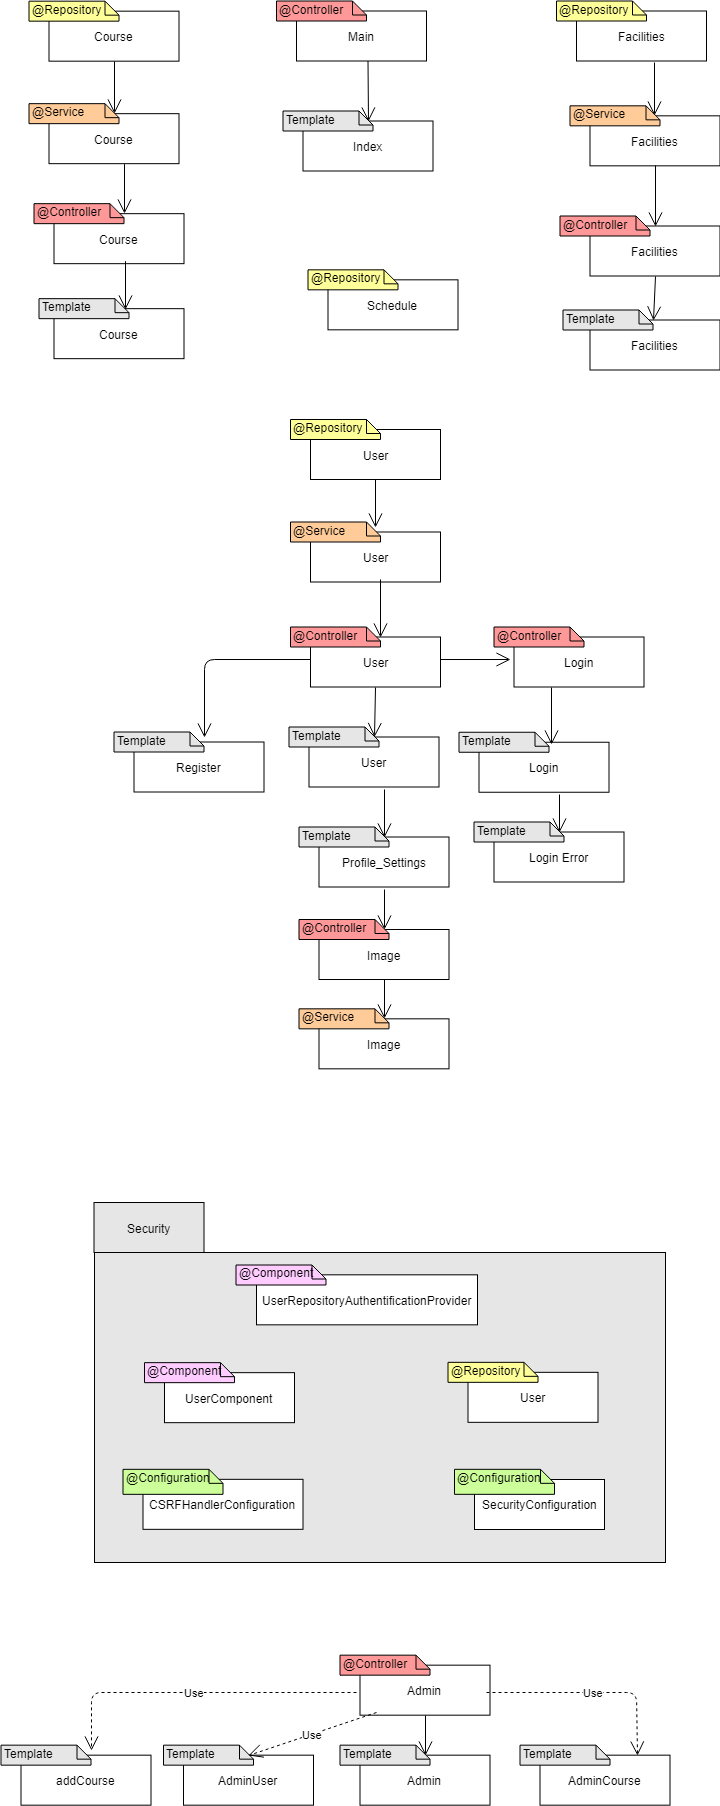 @Repository
Course
@Controller
Main
@Repository
Facilities
@Service
Course
Template
Index
@Service
Facilities
@Controller
Course
@Controller
Facilities
Template
Course
@Repository
Schedule
Template
Facilities
@Repository
User
@Service
User
@Controller
User
@Controller
Login
Template
Register
Template
User
Template
Login
Template
Profile_Settings
Template
Login Error
@Controller
Image
@Service
Image
Security
@Component
UserRepositoryAuthentificationProvider
@Component
UserComponent
@Repository
User
@Configuration
CSRFHandlerConfiguration
@Configuration
SecurityConfiguration
@Controller
Admin
Use
Use
Use
Template
addCourse
Template
AdminUser
Template
Admin
Template
AdminCourse